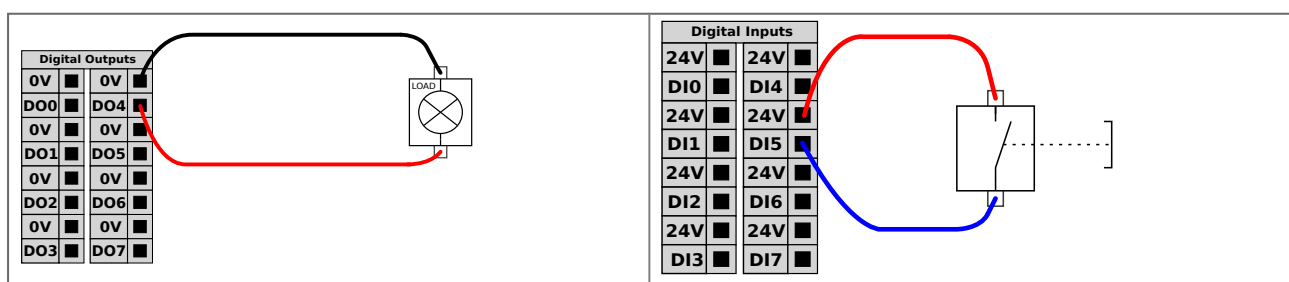 Digital Outputs
0V 0V
DO0 DO4
0V 0V
DO1 DO5
0V 0V
DO2 DO6
0V 0V
DO3 DO7
LOAD
Digital Inputs
24V 24V
DI0 DI4
24V 24V
DI1 DI5
24V 24V
DI2 DI6
24V 24V
DI3 DI7